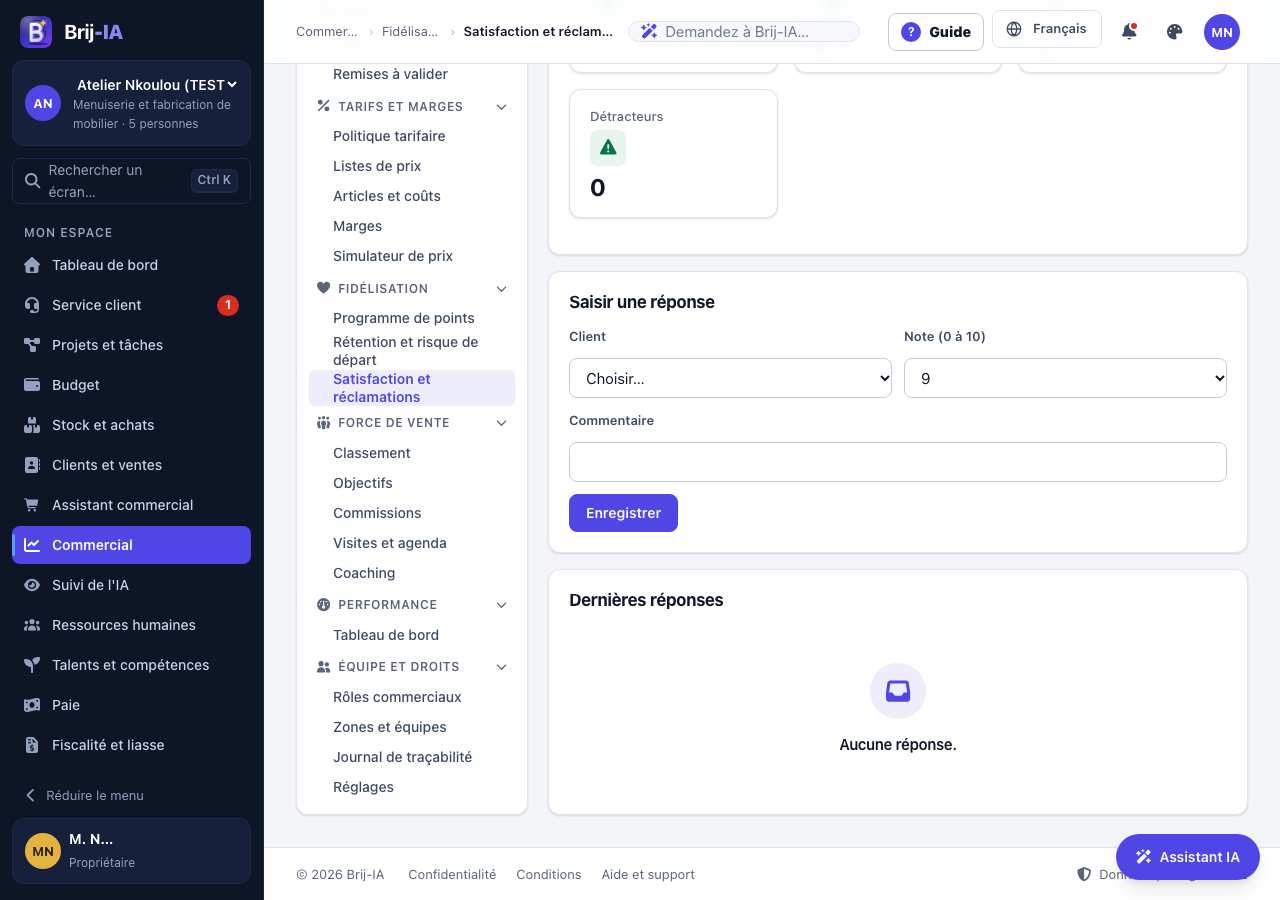 Brij-IA
Commer...
Fidélisa...
Satisfaction et réclam...
Demandez à Brij-IA...
? Guide
Français
MN
AN
Atelier Nkoulou (TEST
Menuiserie et fabrication de
mobilier · 5 personnes
Rechercher un
écran...
Ctrl K
MON ESPACE
Tableau de bord
Service client
1
Projets et tâches
Budget
Stock et achats
Clients et ventes
Assistant commercial
Commercial
Suivi de l'IA
Ressources humaines
Talents et compétences
Paie
Fiscalité et liasse
Réduire le menu
MN
M. N...
Propriétaire
Remises à valider
TARIFS ET MARGES
Politique tarifaire
Listes de prix
Articles et coûts
Marges
Simulateur de prix
FIDÉLISATION
Programme de points
Rétention et risque de
départ
Satisfaction et
réclamations
FORCE DE VENTE
Classement
Objectifs
Commissions
Visites et agenda
Coaching
PERFORMANCE
Tableau de bord
ÉQUIPE ET DROITS
Rôles commerciaux
Zones et équipes
Journal de traçabilité
Réglages
Détracteurs
0
Saisir une réponse
Client
Note (0 à 10)
Choisir...
9
Commentaire
Enregistrer
Dernières réponses
Aucune réponse.
© 2026 Brij-IA
Confidentialité
Conditions
Aide et support
Assistant IA